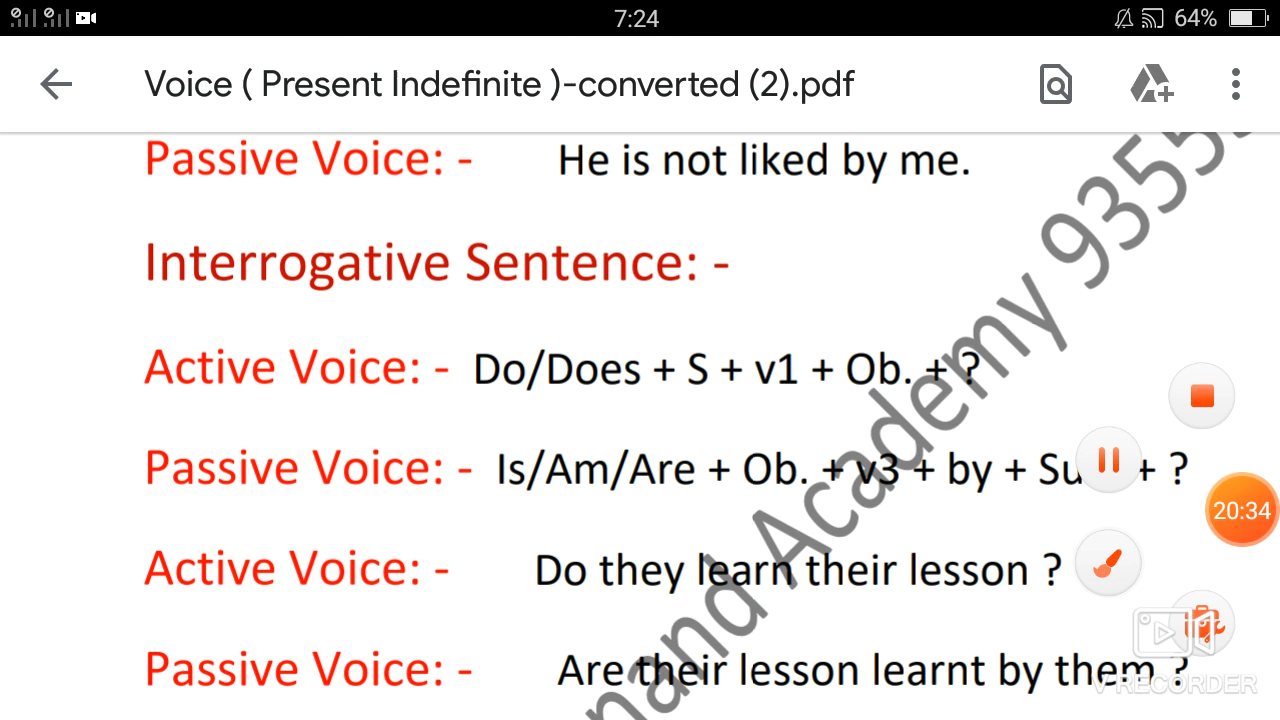 7:24
64%
Voice ( Present Indefinite )-converted (2).pdf
Passive Voice: - He is not liked by me.
Interrogative Sentence: -
Active Voice: - Do/Does + S + v1 + Ob. + ?
Passive Voice: - Is/Am/Are + Ob. + v3 + by + + ?
Active Voice: - Do they learn their lesson ?
Passive Voice: - Are their lesson learnt by them ?
Academy
20:34
V RECORDER